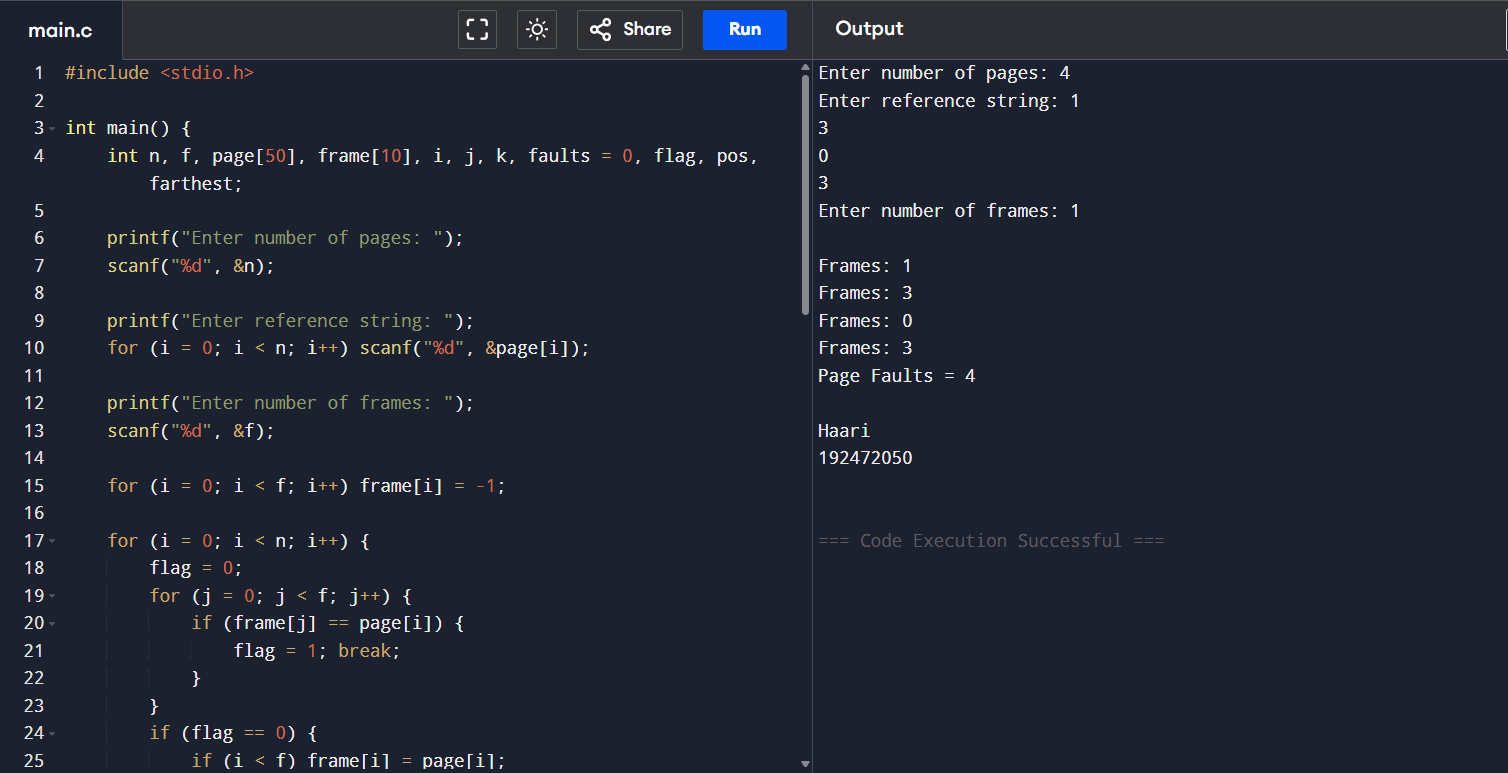 main.c
Share
Run
Output
1 #include <stdio.h>
2
3 int main() {
4     int n, f, page[50], frame[10], i, j, k, faults = 0, flag, pos,
        farthest;
5
6     printf("Enter number of pages: ");
7     scanf("%d", &n);
8
9     printf("Enter reference string: ");
10     for (i = 0; i < n; i++) scanf("%d", &page[i]);
11
12     printf("Enter number of frames: ");
13     scanf("%d", &f);
14
15     for (i = 0; i < f; i++) frame[i] = -1;
16
17     for (i = 0; i < n; i++) {
18         flag = 0;
19         for (j = 0; j < f; j++) {
20             if (frame[j] == page[i]) {
21                 flag = 1; break;
22             }
23         }
24         if (flag == 0) {
25             if (i < f) frame[i] = page[i];
Enter number of pages: 4
Enter reference string: 1
3
0
3
Enter number of frames: 1
Frames: 1
Frames: 3
Frames: 0
Frames: 3
Page Faults = 4
Haari
192472050
=== Code Execution Successful ===